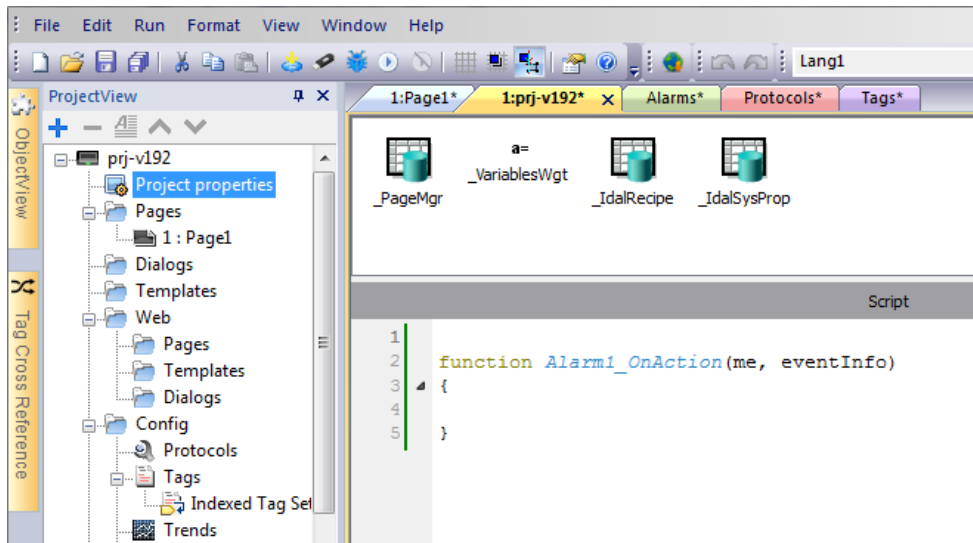 File Edit Run Format View Window Help
Lang1
ObjectView
Tag Cross Reference
ProjectView
prj-v192
Project properties
Pages
1 : Page1
Dialogs
Templates
Web
Pages
Templates
Dialogs
Config
Protocols
Tags
Indexed Tag Set
Trends
1:Page1* 1:prj-v192* Alarms* Protocols* Tags*
a=
_PageMgr _VariablesWgt _IdalRecipe _IdalSysProp
Script
1
2 function Alarm1_OnAction(me, eventInfo)
3 {
4
5 }